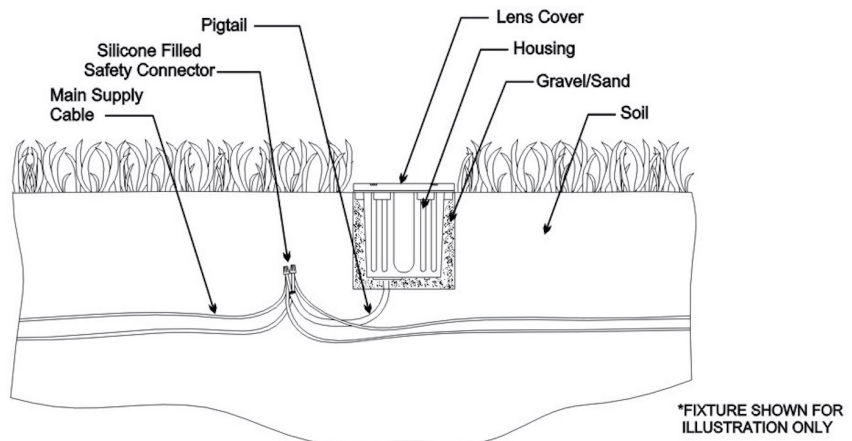 Lens Cover
Pigtail
Housing
Silicone Filled
Safety Connector
Gravel/Sand
Main Supply
Cable
Soil
*FIXTURE SHOWN FOR
ILLUSTRATION ONLY